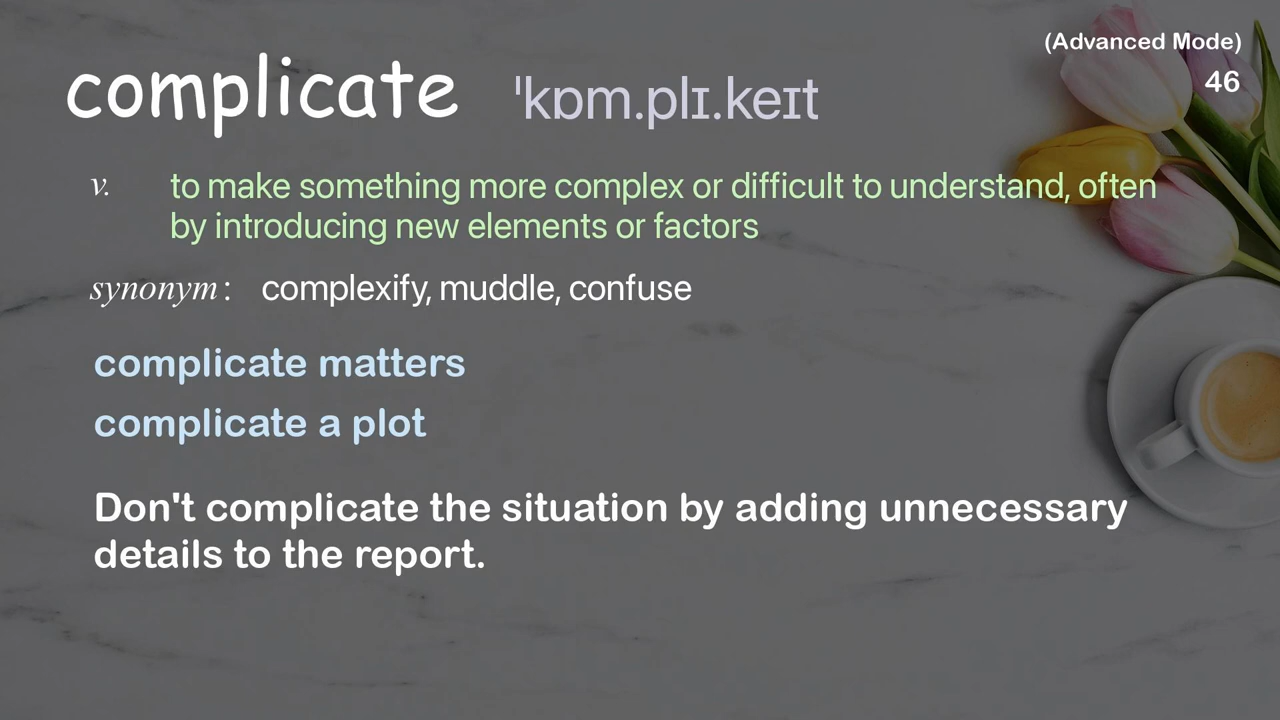 (Advanced Mode)
46
complicate ˈkɒm.plɪ.keɪt
v. to make something more complex or difficult to understand, often
by introducing new elements or factors
synonym : complexify, muddle, confuse
complicate matters
complicate a plot
Don't complicate the situation by adding unnecessary
details to the report.